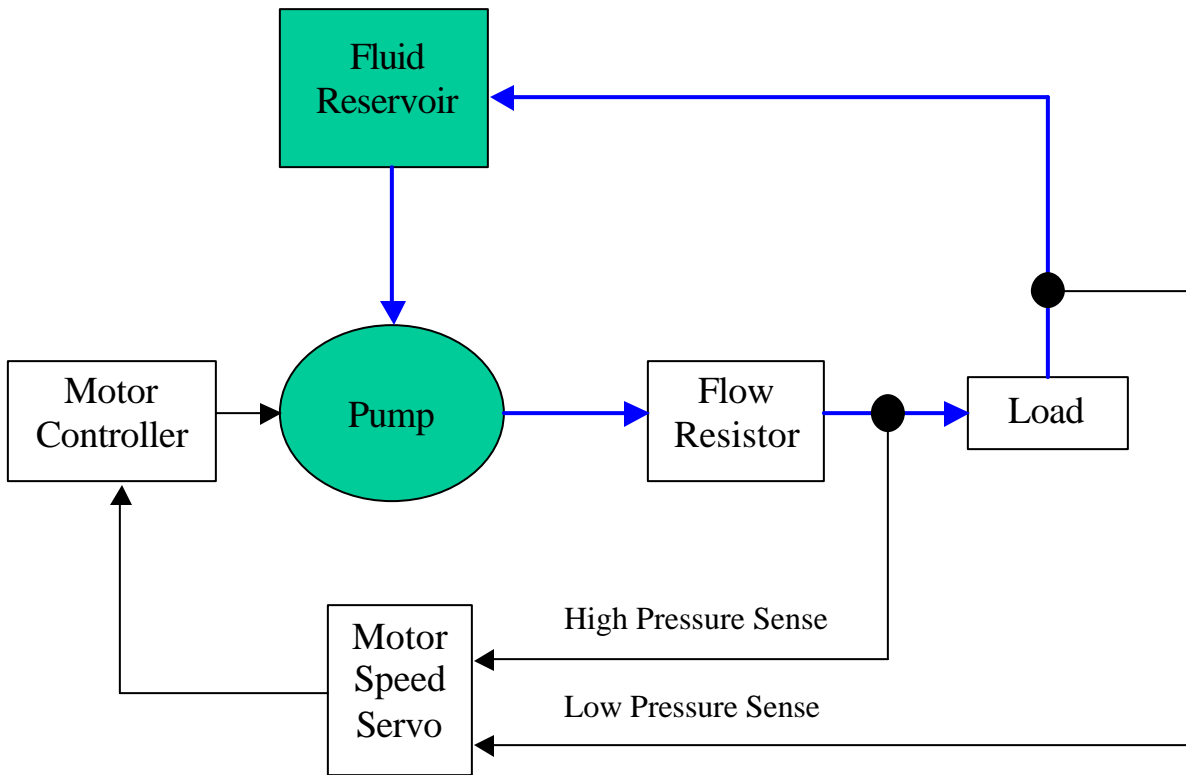 Fluid
Reservoir
Motor
Controller
Pump
Flow
Resistor
Load
High Pressure Sense
Motor
Speed
Servo
Low Pressure Sense